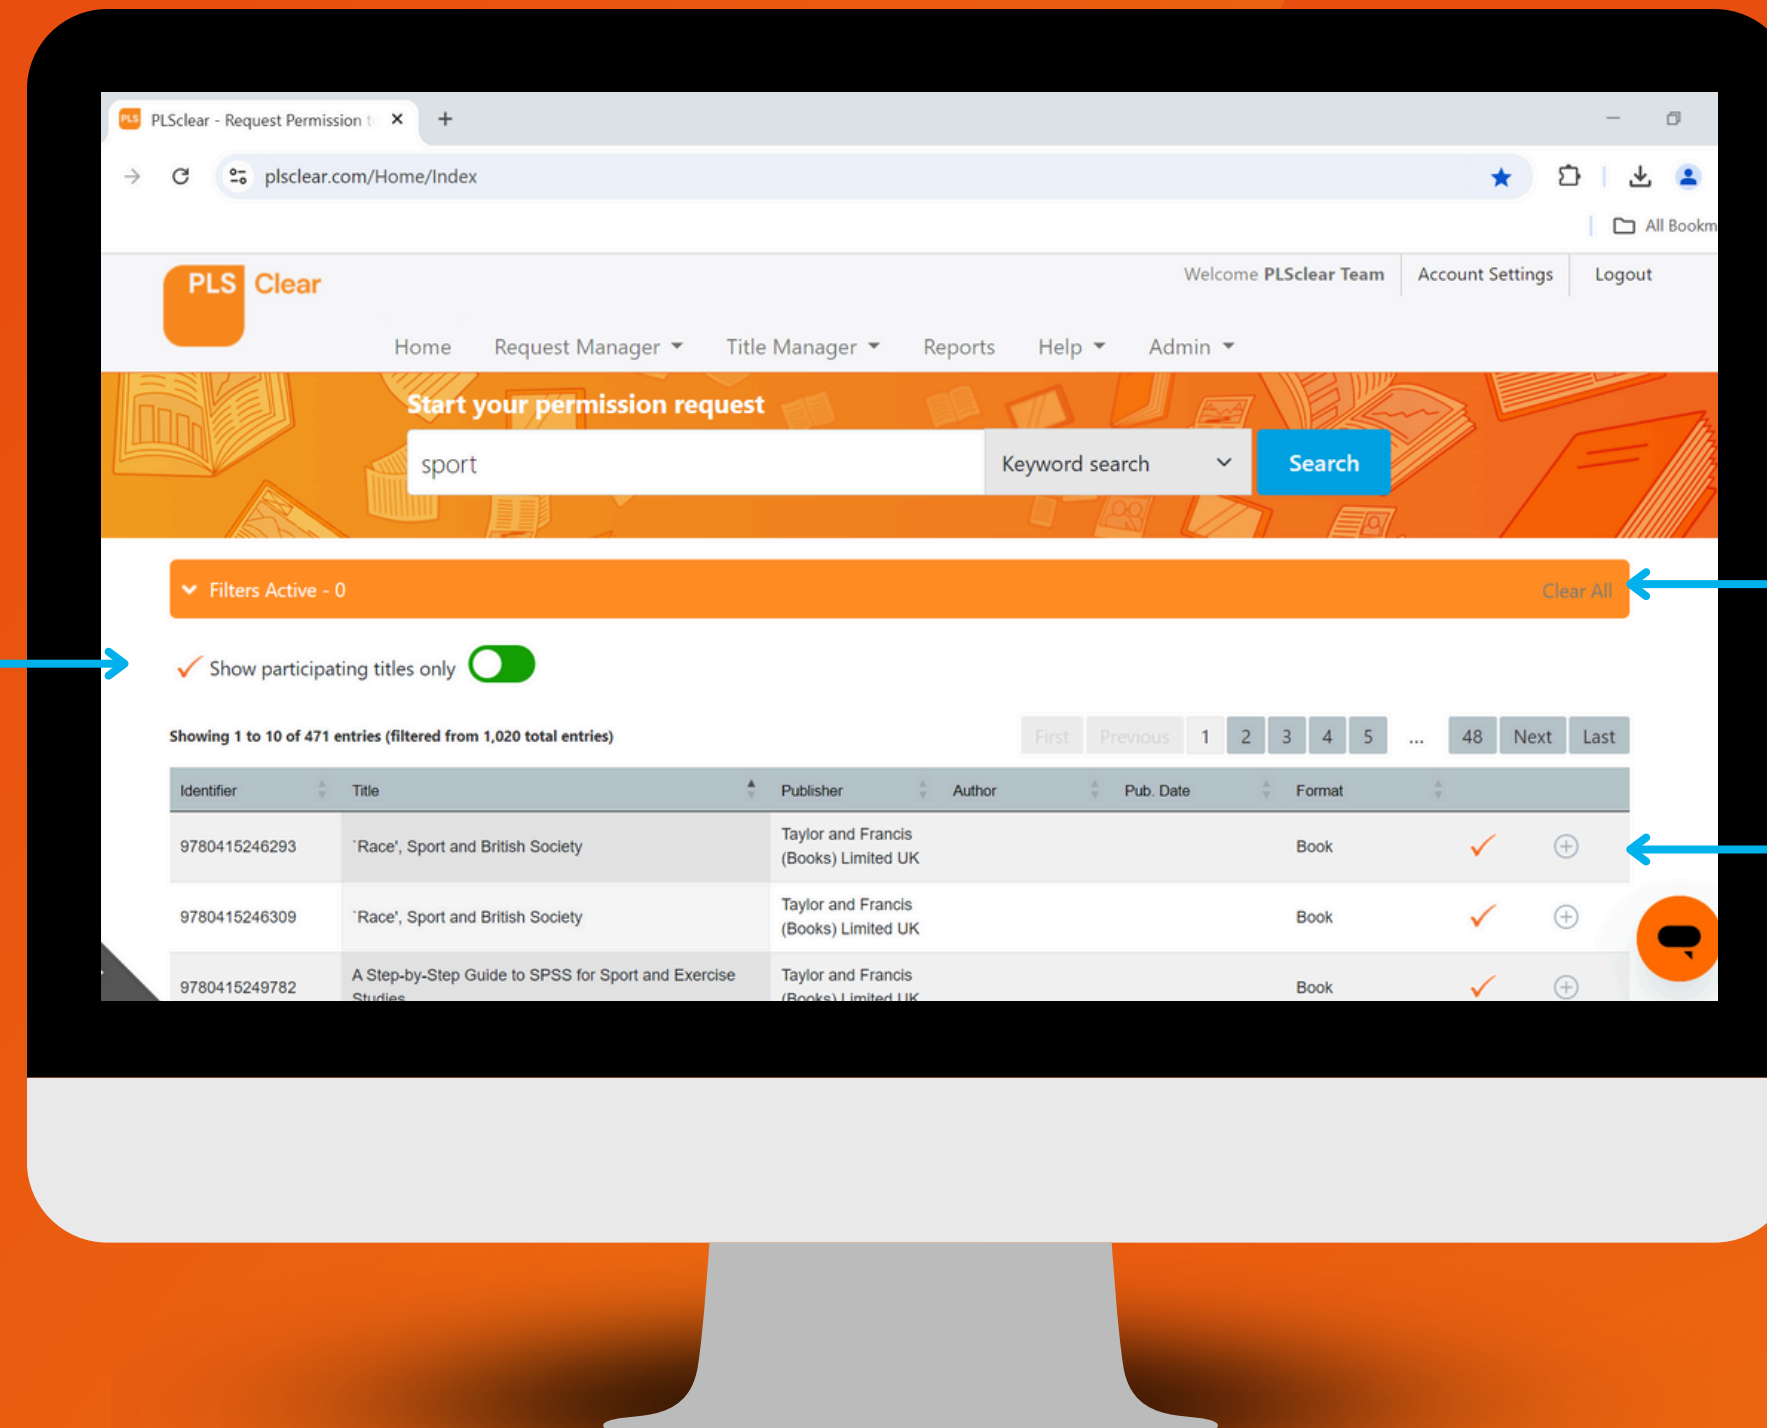 PLS PLSclear - Request Permission t
plsclear.com/Home/Index
All Bookm
PLS Clear
Welcome PLSclear Team Account Settings Logout
Home Request Manager Title Manager Reports Help Admin
Start your permission request
sport Keyword search Search
Filters Active - 0 Clear All
Show participating titles only
Showing 1 to 10 of 471 entries (filtered from 1,020 total entries)
First Previous 1 2 3 4 5 ... 48 Next Last
Identifier Title Publisher Author Pub. Date Format
9780415246293 `Race', Sport and British Society Taylor and Francis (Books) Limited UK Book
9780415246309 `Race', Sport and British Society Taylor and Francis (Books) Limited UK Book
9780415249782 A Step-by-Step Guide to SPSS for Sport and Exercise Studies Taylor and Francis (Books) Limited UK Book